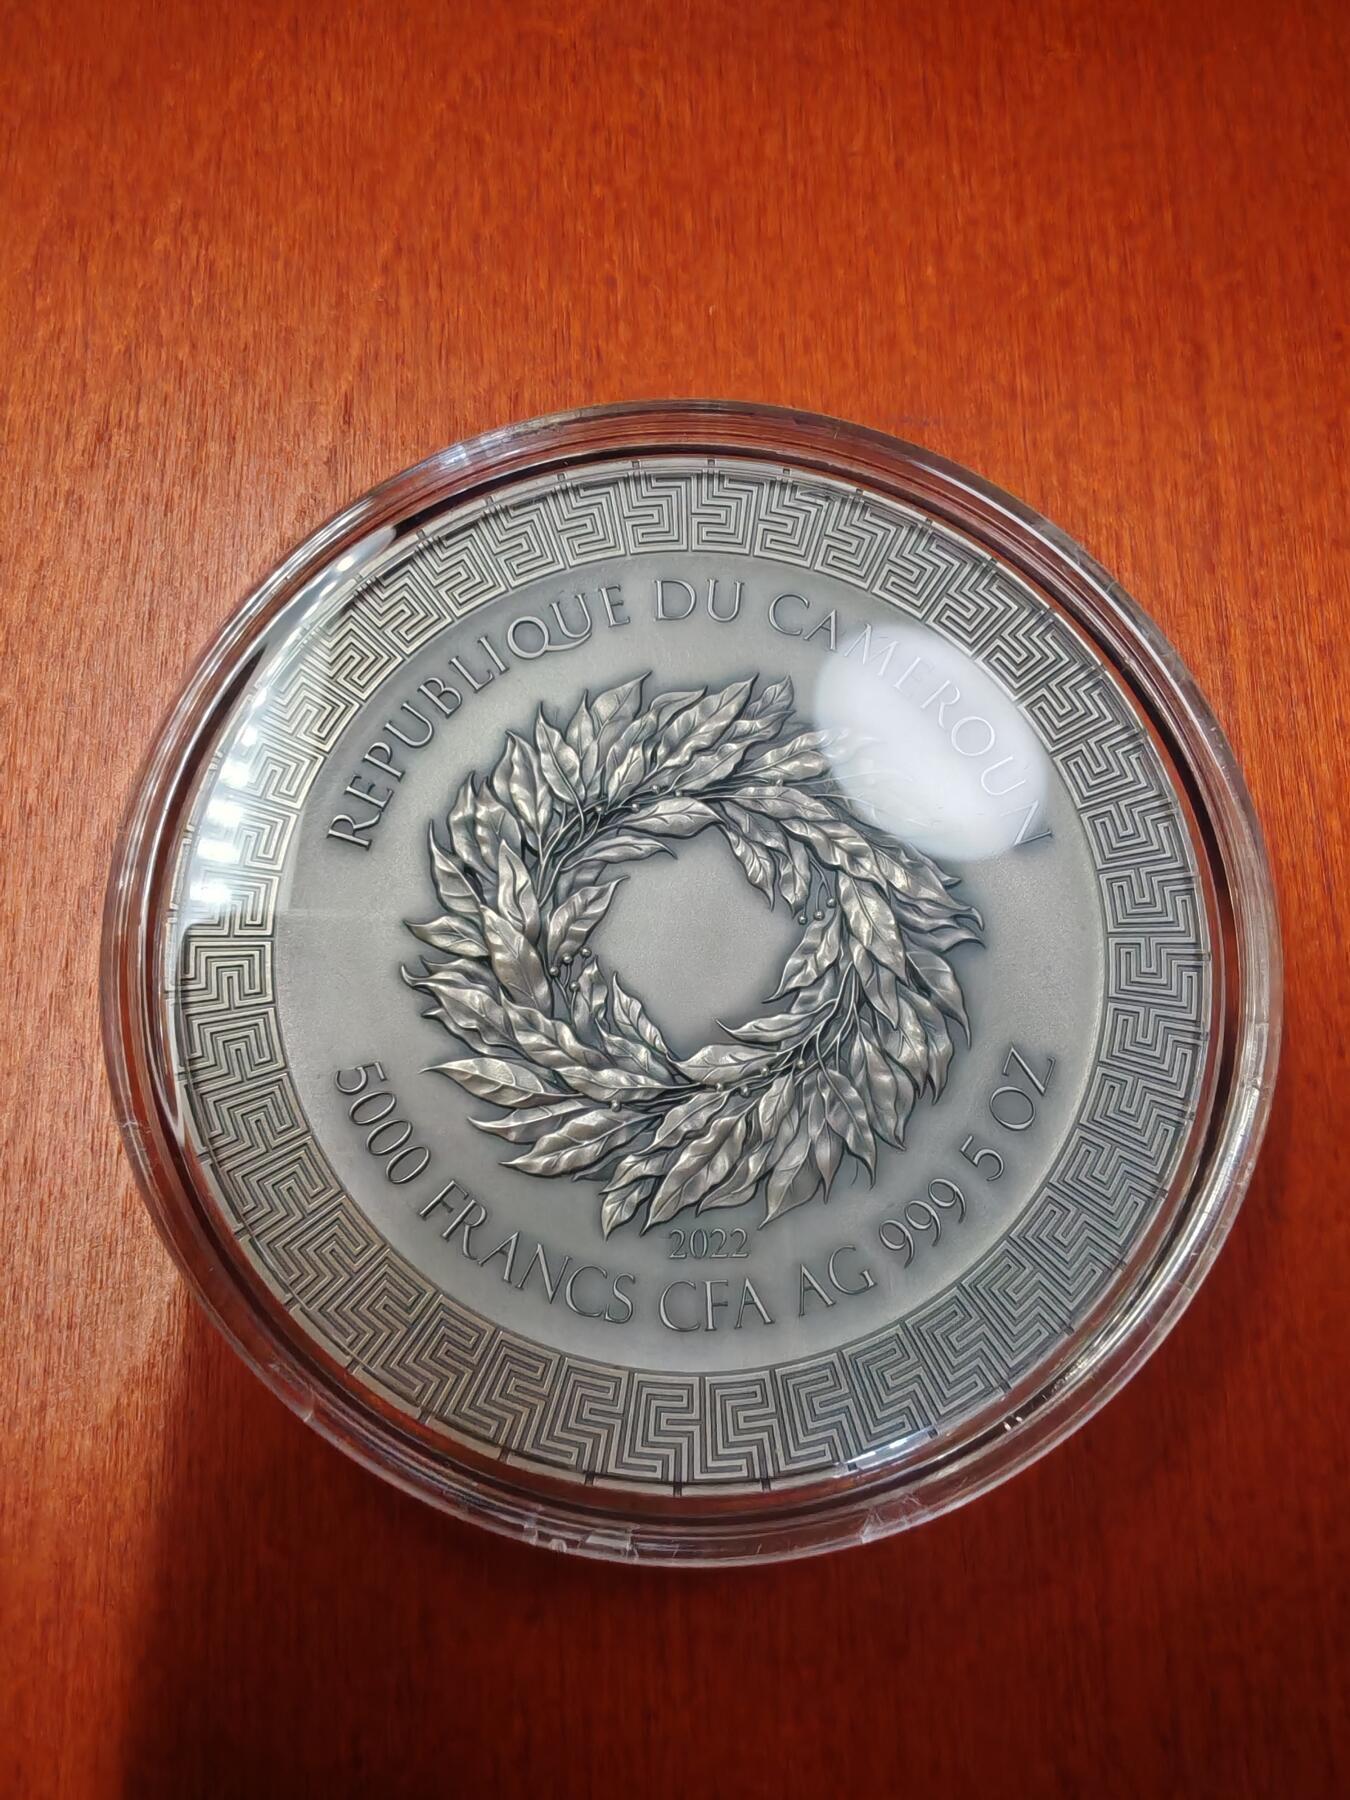 REPUBLIQUE DU CAMEROUN
2022
5000 FRANCS CFA AG 999 5 OZ